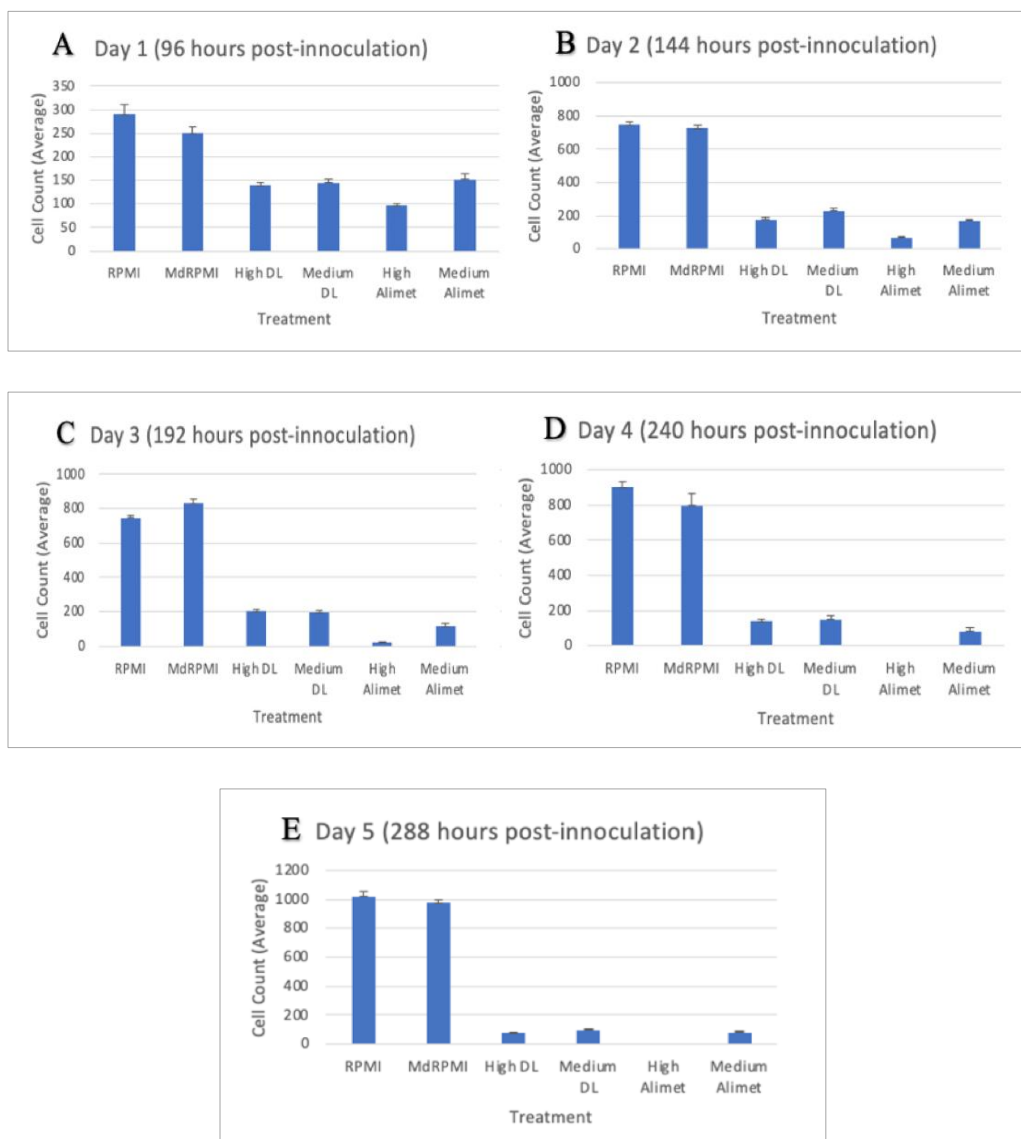 A Day 1 (96 hours post-innoculation)
350
300
250
200
150
100
50
0
Cell Count (Average)
RPMI MdRPMI High DL Medium DL High Alimet Medium Alimet
Treatment
B Day 2 (144 hours post-innoculation)
1000
800
600
400
200
0
Cell Count (Average)
RPMI MdRPMI High DL Medium DL High Alimet Medium Alimet
Treatment
C Day 3 (192 hours post-innoculation)
1000
800
600
400
200
0
Cell Count (Average)
RPMI MdRPMI High DL Medium DL High Alimet Medium Alimet
Treatment
D Day 4 (240 hours post-innoculation)
1000
800
600
400
200
0
Cell Count (Average)
RPMI MdRPMI High DL Medium DL High Alimet Medium Alimet
Treatment
E Day 5 (288 hours post-innoculation)
1200
1000
800
600
400
200
0
Cell Count (Average)
RPMI MdRPMI High DL Medium DL High Alimet Medium Alimet
Treatment